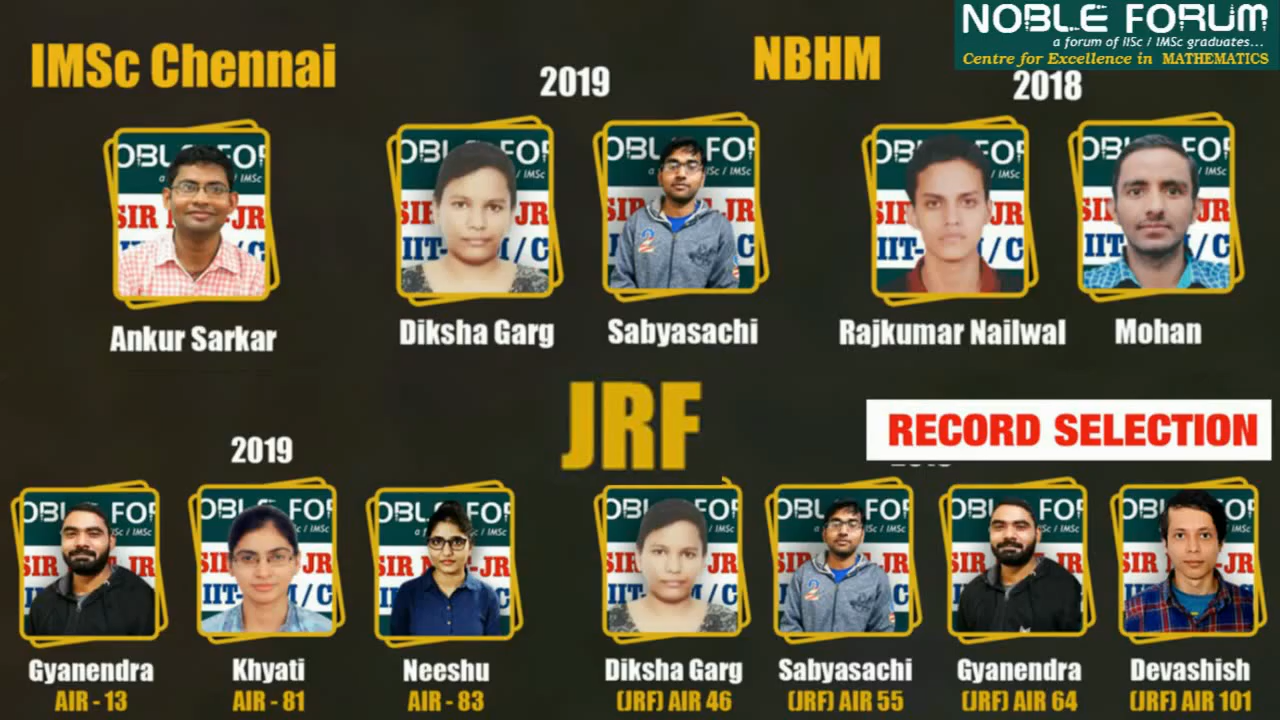 NOBLE FORUM
a forum of IISc / IMSc graduates...
Centre for Excellence in MATHEMATICS
IMSc Chennai
NBHM
2019
2018
Ankur Sarkar
Diksha Garg
Sabyasachi
Rajkumar Nailwal
Mohan
JRF
RECORD SELECTION
2019
Gyanendra
AIR - 13
Khyati
AIR - 81
Neeshu
AIR - 83
Diksha Garg
(JRF) AIR 46
Sabyasachi
(JRF) AIR 55
Gyanendra
(JRF) AIR 64
Devashish
(JRF) AIR 101